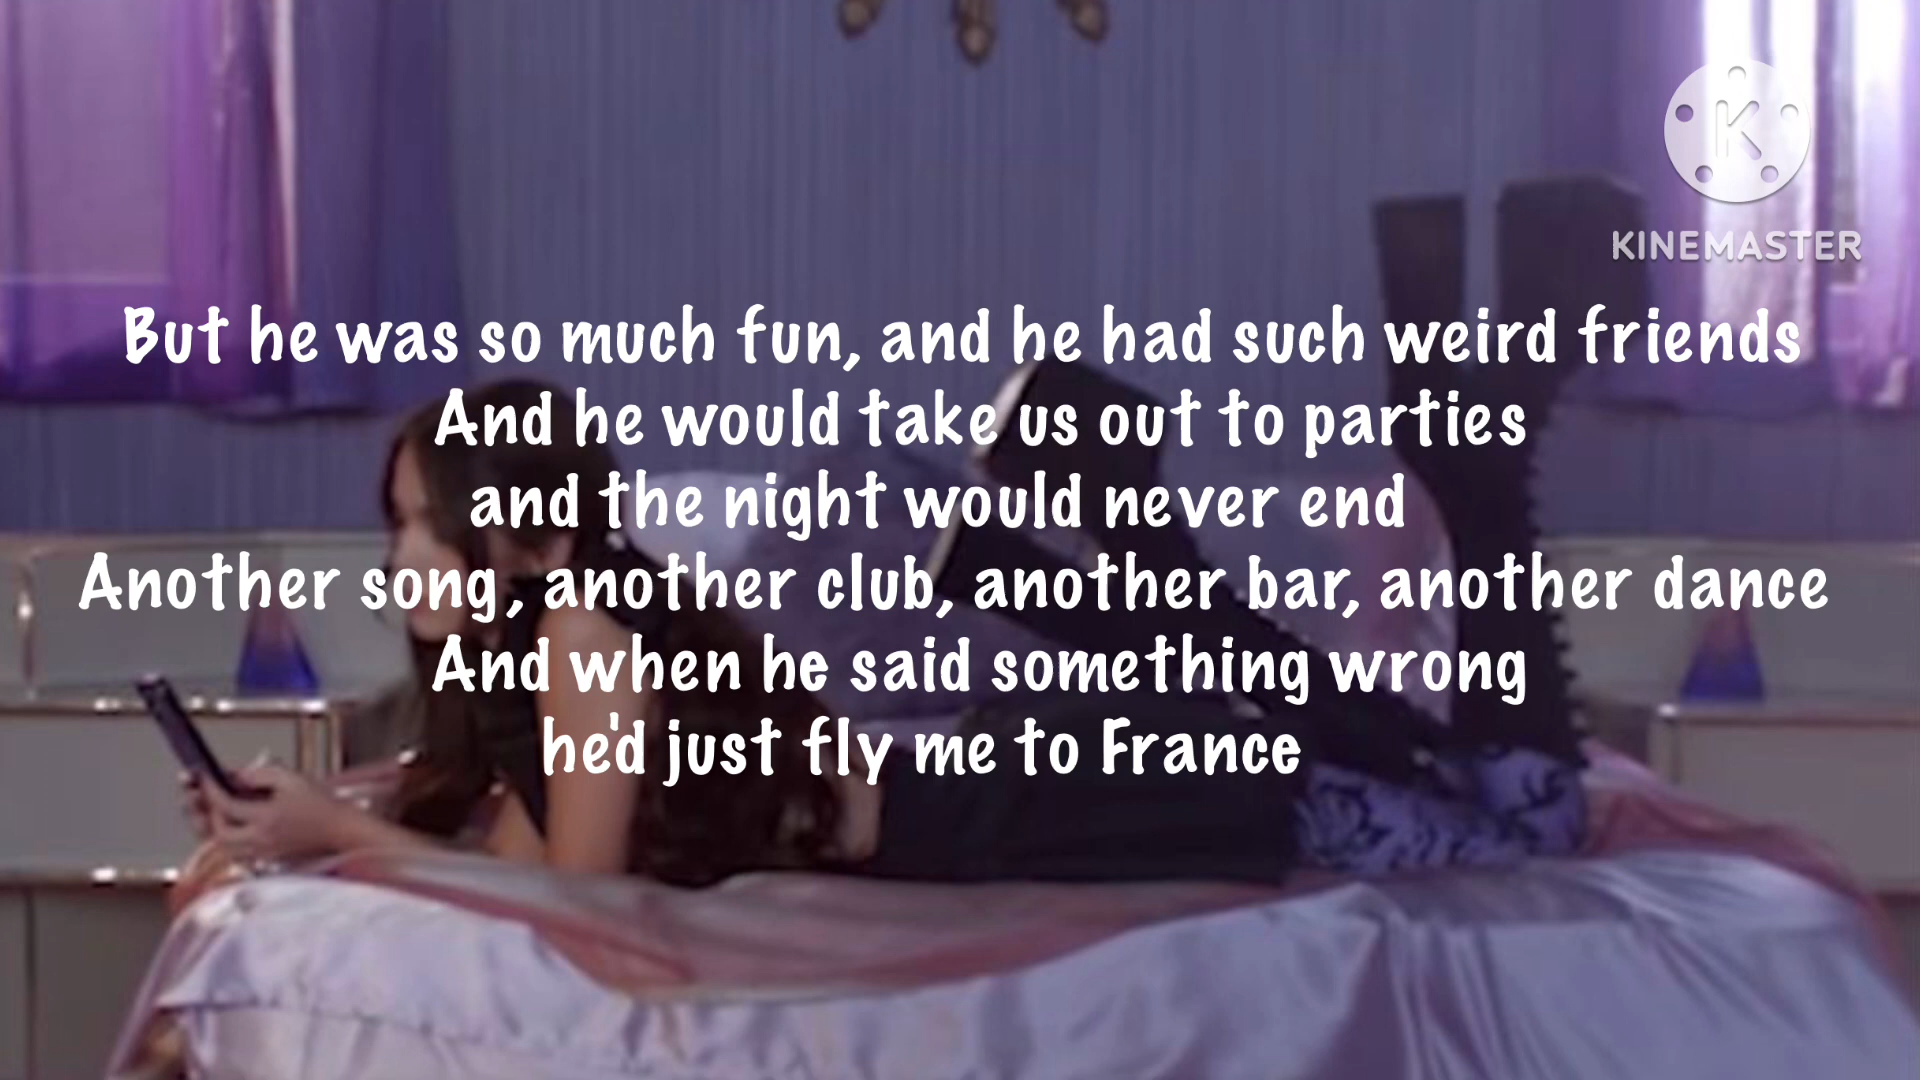 KINEMASTER
But he was so much fun, and he had such weird friends
And he would take us out to parties
and the night would never end
Another song, another club, another bar, another dance
And when he said something wrong
he'd just fly me to France